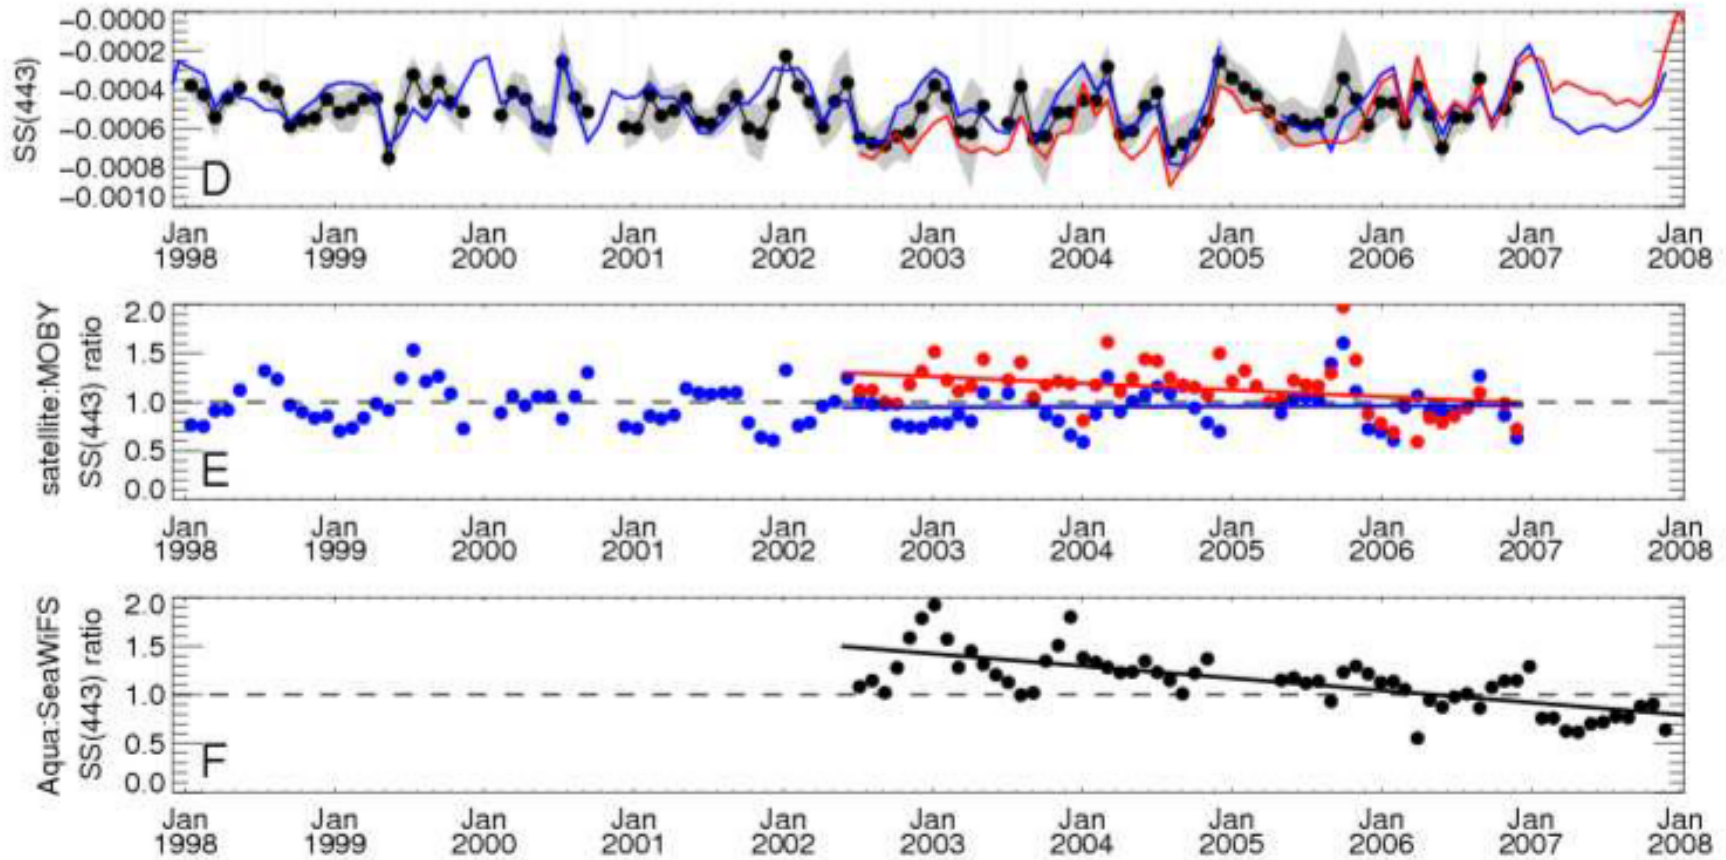 SS(443)
−0.0000
−0.0002
−0.0004
−0.0006
−0.0008
−0.0010
D
Jan Jan Jan Jan Jan Jan Jan Jan Jan Jan Jan
1998 1999 2000 2001 2002 2003 2004 2005 2006 2007 2008
satellite:MOBY
SS(443) ratio
2.0
1.5
1.0
0.5
0.0
E
Jan Jan Jan Jan Jan Jan Jan Jan Jan Jan Jan
1998 1999 2000 2001 2002 2003 2004 2005 2006 2007 2008
Aqua:SeaWiFS
SS(443) ratio
2.0
1.5
1.0
0.5
0.0
F
Jan Jan Jan Jan Jan Jan Jan Jan Jan Jan Jan
1998 1999 2000 2001 2002 2003 2004 2005 2006 2007 2008